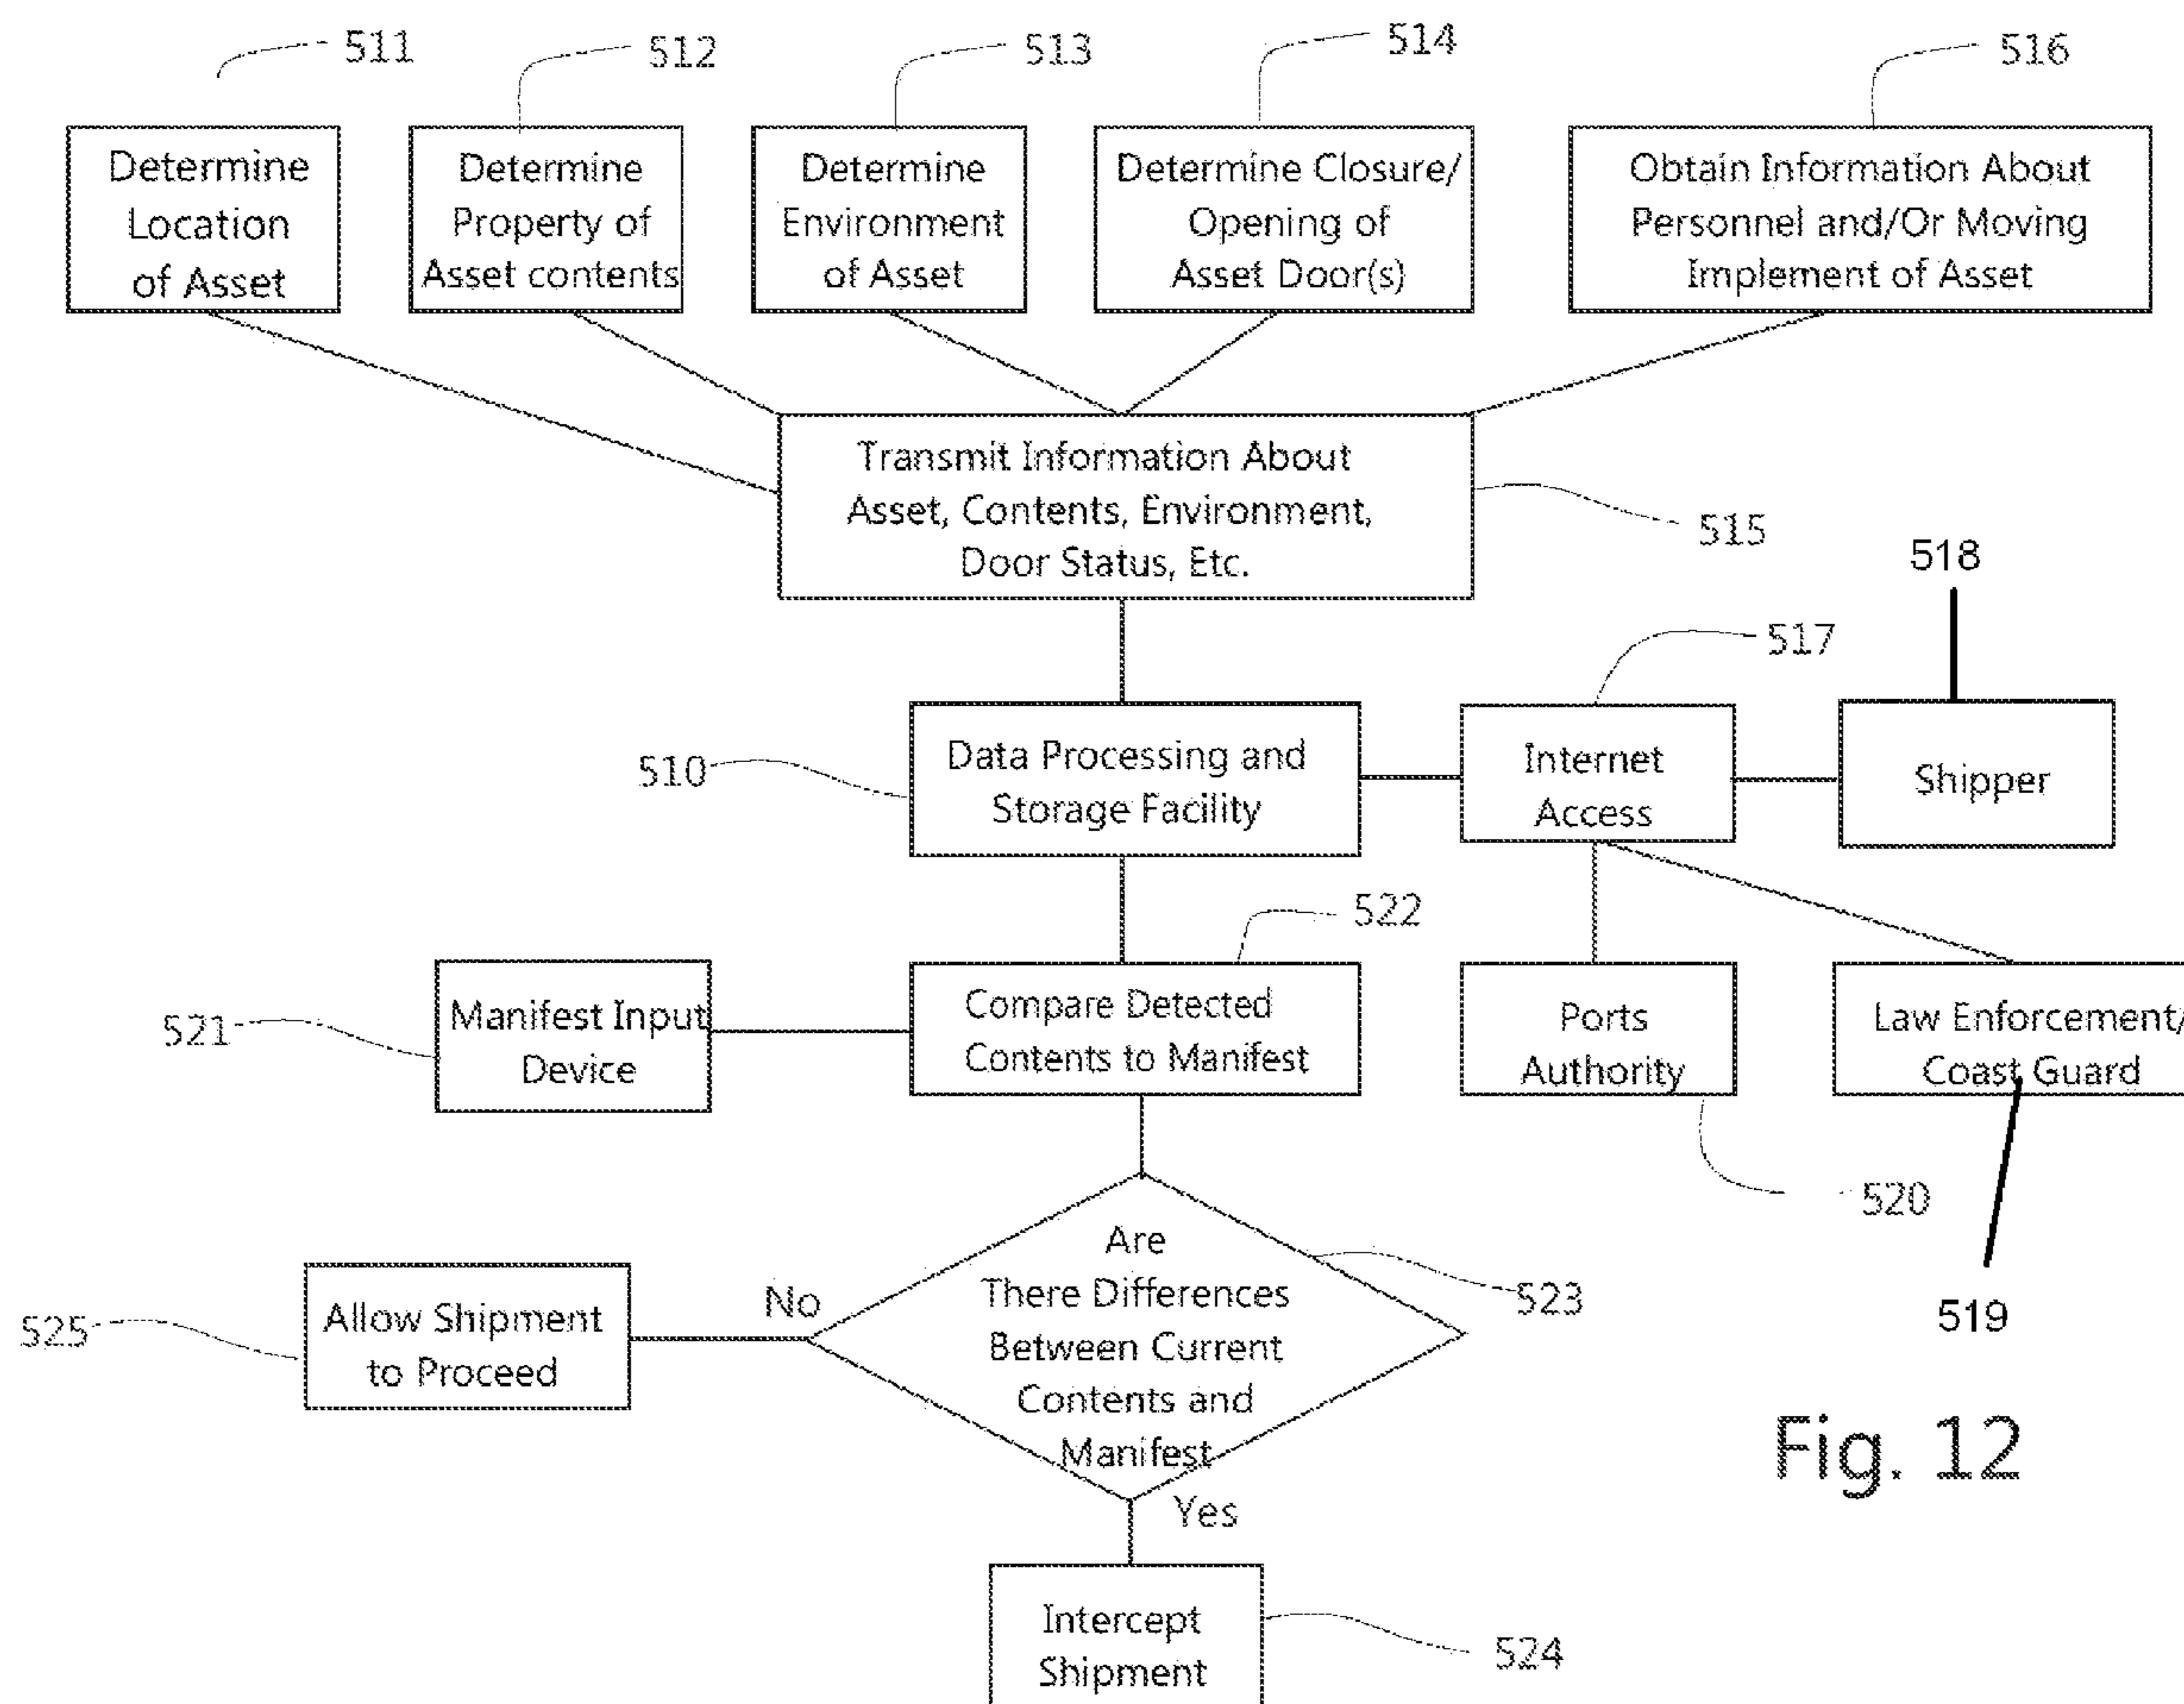 511
512
513
514
516
Determine
Location
of Asset
Determine
Property of
Asset contents
Determine
Environment
of Asset
Determine Closure/
Opening of
Asset Door(s)
Obtain Information About
Personnel and/Or Moving
Implement of Asset
Transmit Information About
Asset, Contents, Environment,
Door Status, Etc.
515
518
517
510
Data Processing and
Storage Facility
Internet
Access
Shipper
522
521
Manifest Input
Device
Compare Detected
Contents to Manifest
Ports
Authority
Law Enforcement/
Coast Guard
520
519
523
Are
There Differences
Between Current
Contents and
Manifest
No
525
Allow Shipment
to Proceed
Yes
Intercept
Shipment
524
Fig. 12